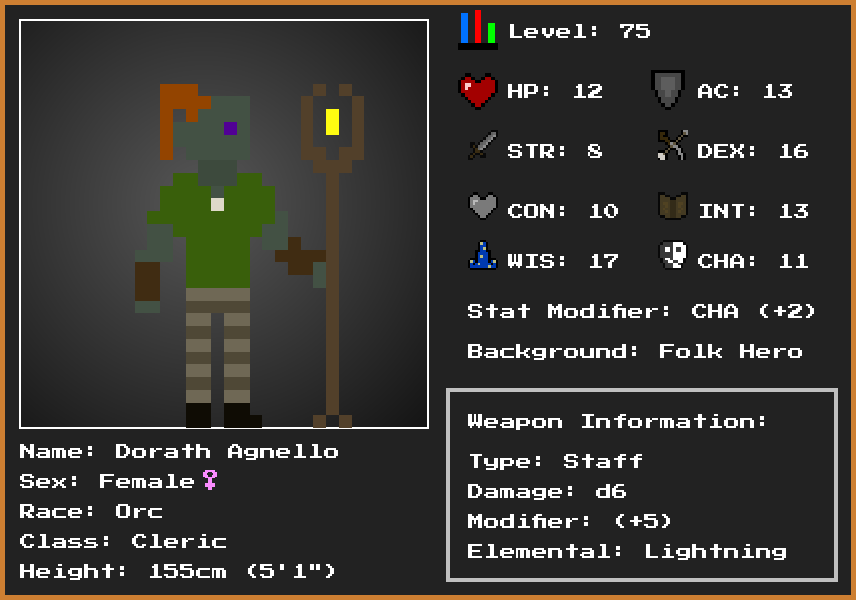 Level: 75
HP: 12
AC: 13
STR: 8
DEX: 16
CON: 10
INT: 13
WIS: 17
CHA: 11
Stat Modifier: CHA (+2)
Background: Folk Hero
Name: Dorath Agnello
Sex: Female♀
Race: Orc
Class: Cleric
Height: 155cm (5'1")
Weapon Information:
Type: Staff
Damage: d6
Modifier: (+5)
Elemental: Lightning